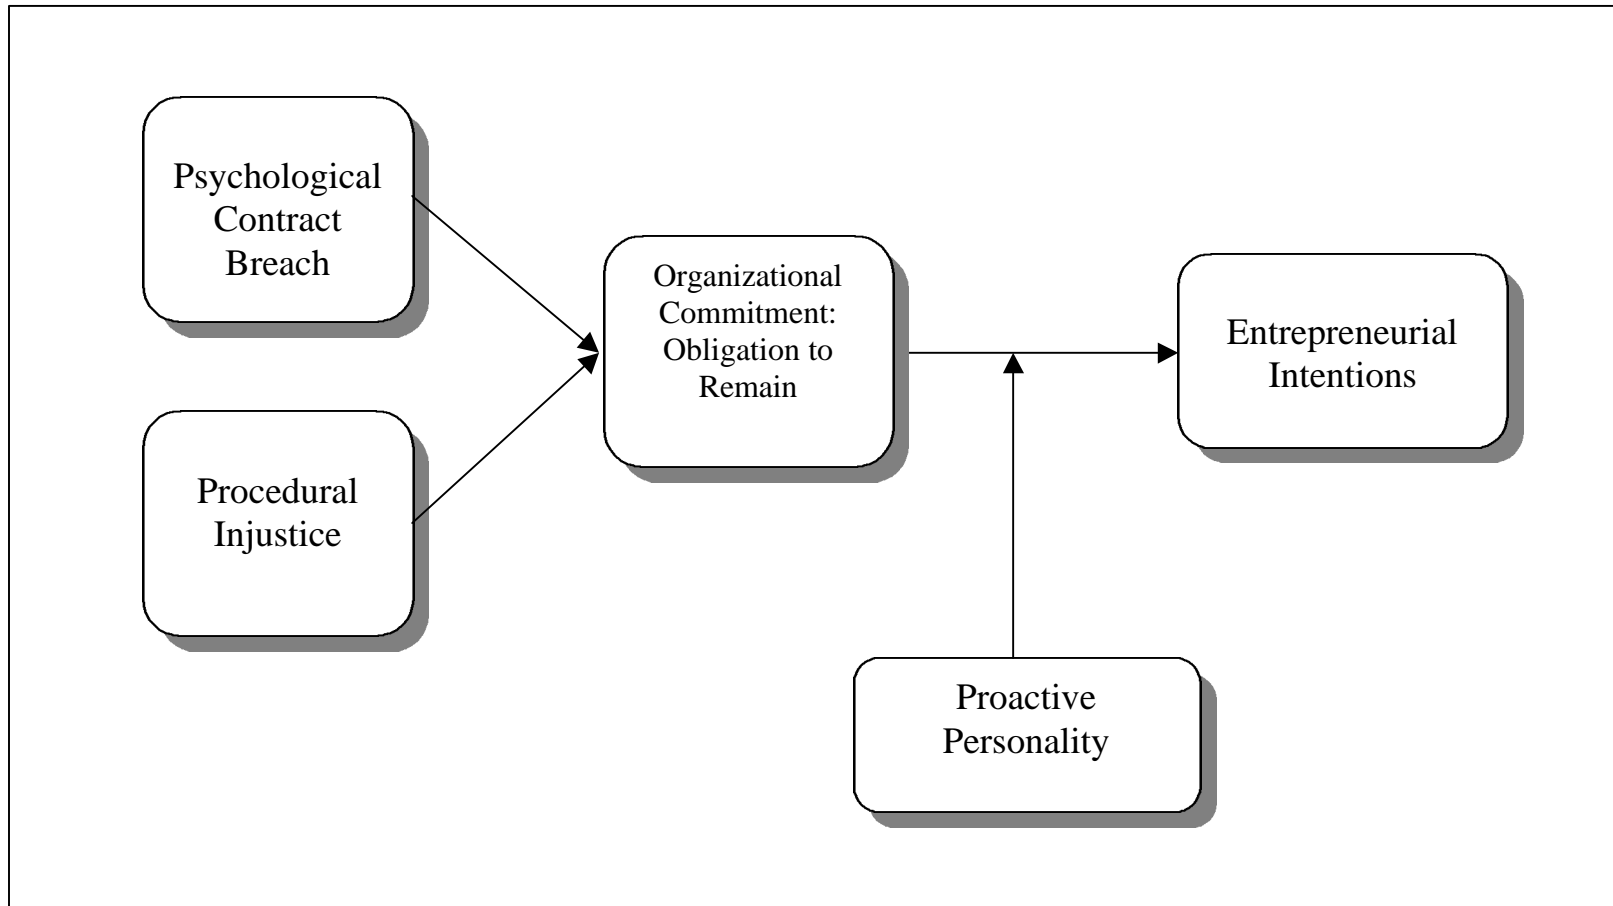 Psychological
Contract
Breach
Procedural
Injustice
Organizational
Commitment:
Obligation to
Remain
Entrepreneurial
Intentions
Proactive
Personality